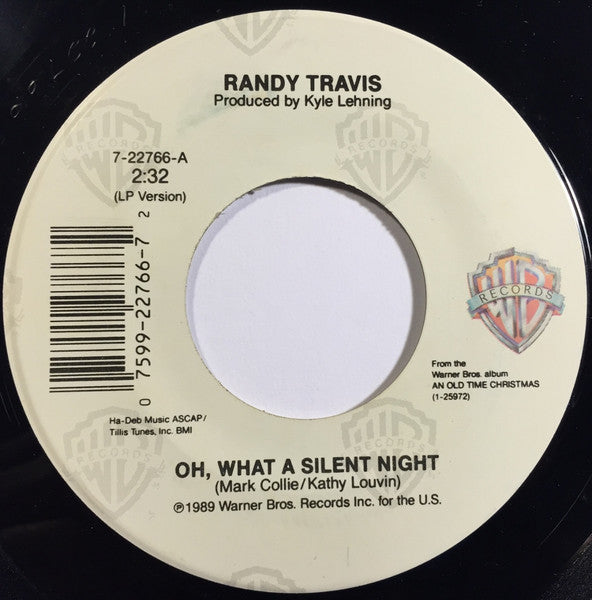 RANDY TRAVIS
Produced by Kyle Lehning
7-22766-A
2:32
(LP Version)
0 7599-22766-7 2
WB
RECORDS
From the
Warner Bros. album
AN OLD TIME CHRISTMAS
(1-25972)
Ha-Deb Music ASCAP/
Tillis Tunes, Inc. BMI
OH, WHAT A SILENT NIGHT
(Mark Collie/Kathy Louvin)
℗1989 Warner Bros. Records Inc. for the U.S.